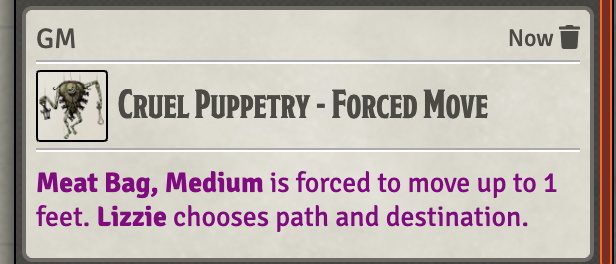 GM
Now
Cruel Puppetry - Forced Move
Meat Bag, Medium is forced to move up to 1
feet. Lizzie chooses path and destination.